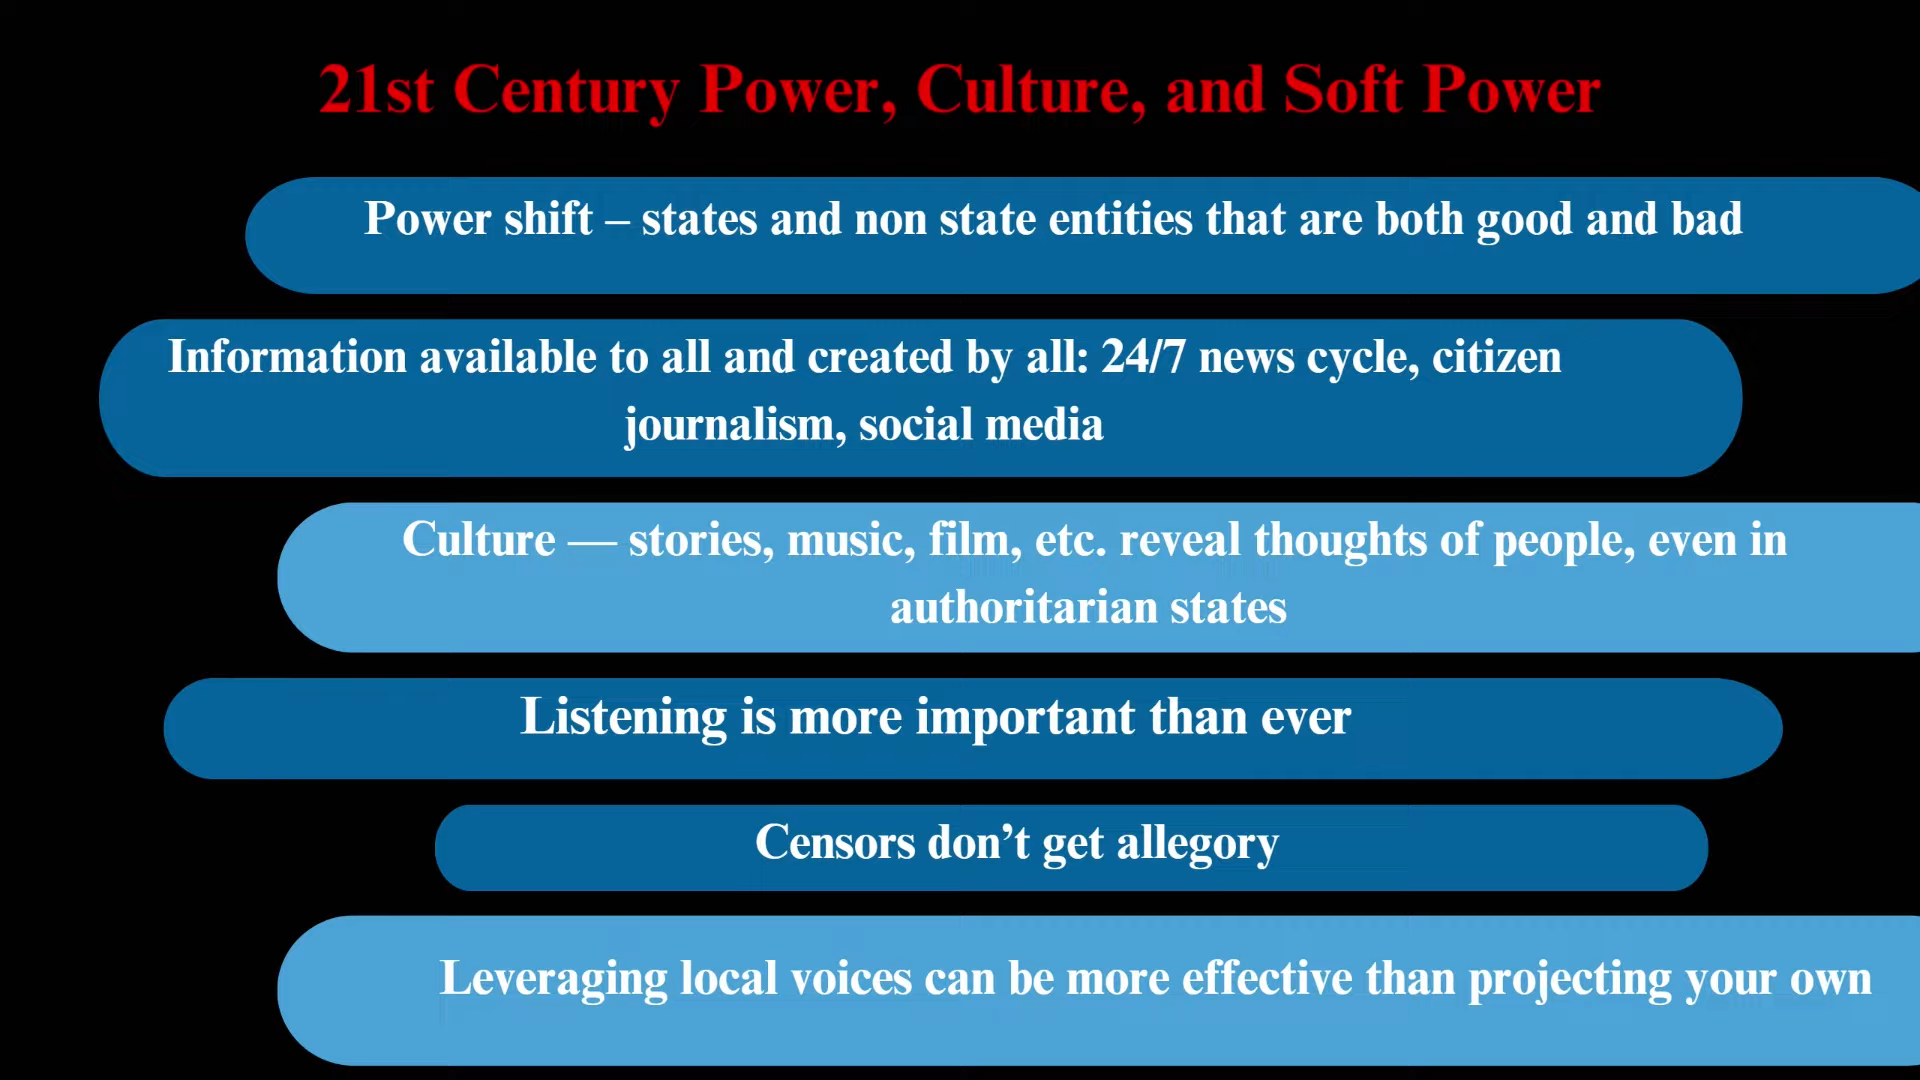 21st Century Power, Culture, and Soft Power
Power shift – states and non state entities that are both good and bad
Information available to all and created by all: 24/7 news cycle, citizen
journalism, social media
Culture — stories, music, film, etc. reveal thoughts of people, even in
authoritarian states
Listening is more important than ever
Censors don’t get allegory
Leveraging local voices can be more effective than projecting your own